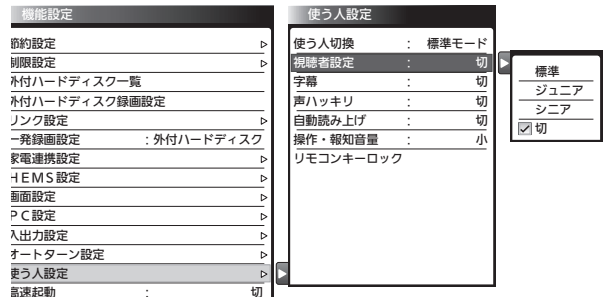 機能設定
節約設定
制限設定
外付ハードディスク一覧
外付ハードディスク録画設定
リンク設定
一発録画設定 : 外付ハードディスク
家電連携設定
HEMS設定
画面設定
PC設定
入出力設定
オートターン設定
使う人設定
高速起動 : 切
使う人設定
使う人切換 : 標準モード
視聴者設定 : 切
字幕 : 切
声ハッキリ : 切
自動読み上げ : 切
操作・報知音量 : 小
リモコンキーロック
標準
ジュニア
シニア
切